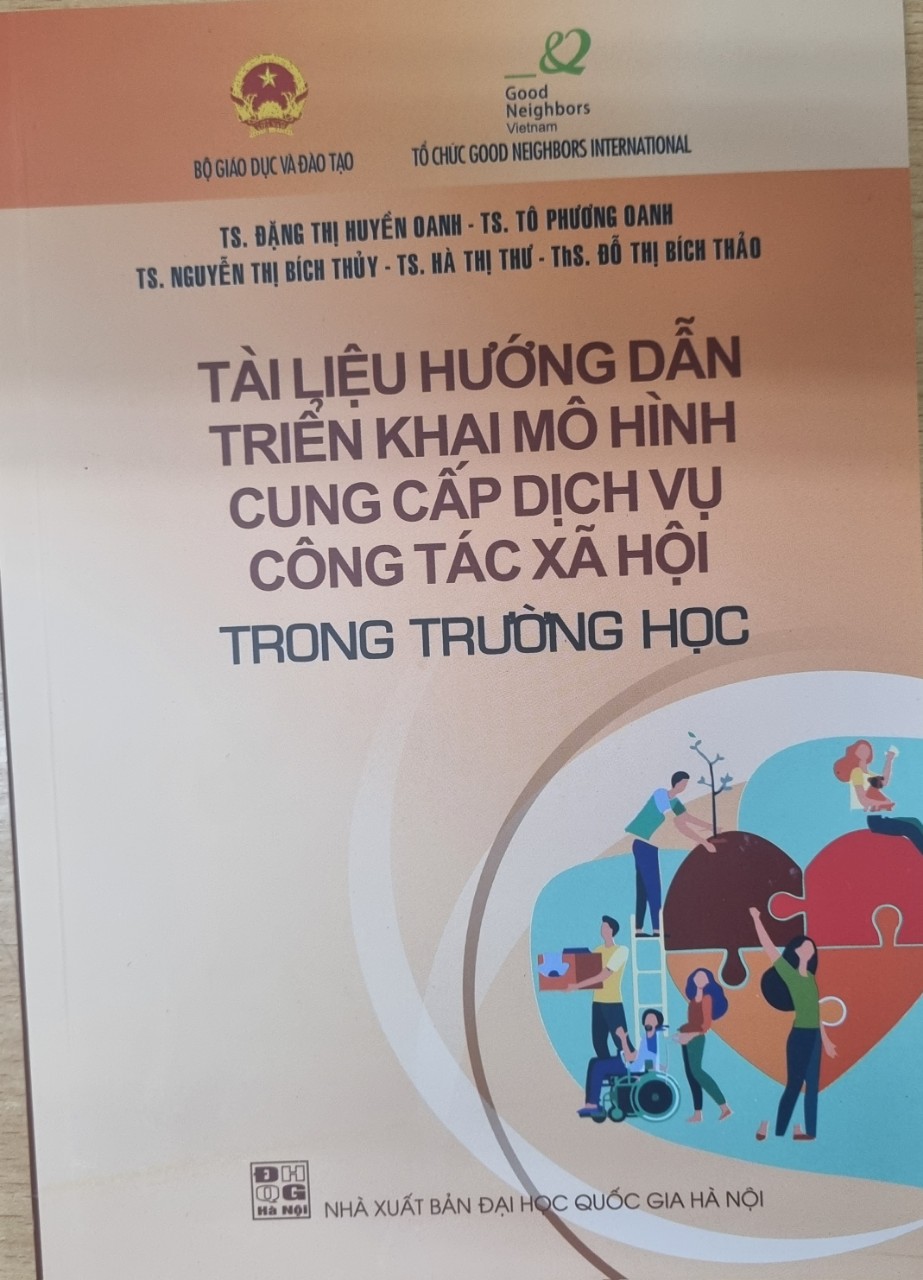 Good
Neighbors
Vietnam
BỘ GIÁO DỤC VÀ ĐÀO TẠO
TỔ CHỨC GOOD NEIGHBORS INTERNATIONAL
TS. ĐẶNG THỊ HUYỀN OANH - TS. TÔ PHƯƠNG OANH
TS. NGUYỄN THỊ BÍCH THỦY - TS. HÀ THỊ THƯ - ThS. ĐỖ THỊ BÍCH THẢO
TÀI LIỆU HƯỚNG DẪN
TRIỂN KHAI MÔ HÌNH
CUNG CẤP DỊCH VỤ
CÔNG TÁC XÃ HỘI
TRONG TRƯỜNG HỌC
ĐH
QG
Hà Nội
NHÀ XUẤT BẢN ĐẠI HỌC QUỐC GIA HÀ NỘI